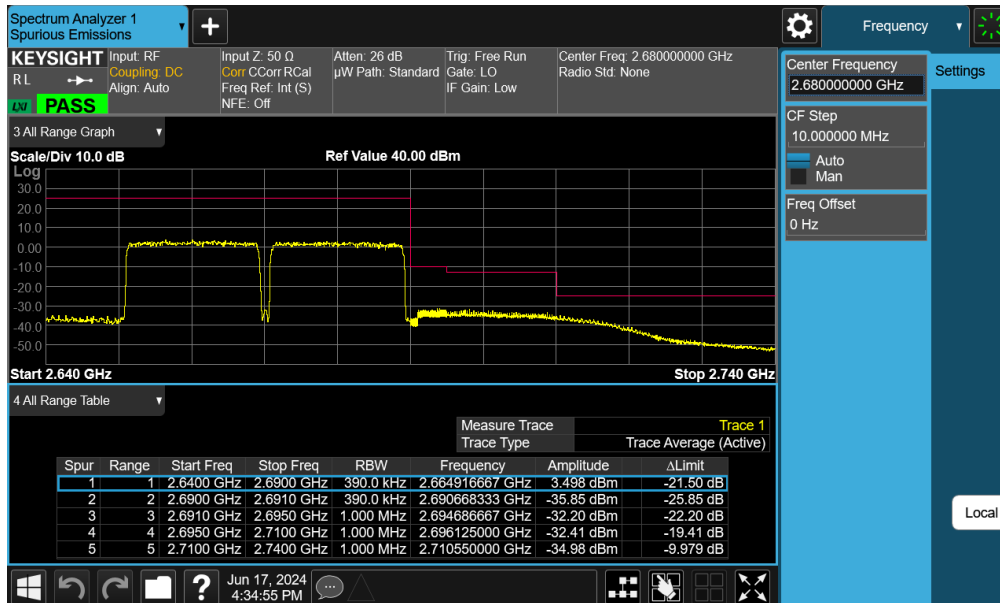 Spectrum Analyzer 1
Spurious Emissions
Frequency
KEYSIGHT
R L
LXI
PASS
Input: RF
Coupling: DC
Align: Auto
Input Z: 50 Ω
Corr CCorr RCal
Freq Ref: Int (S)
NFE: Off
Atten: 26 dB
µW Path: Standard
Trig: Free Run
Gate: LO
IF Gain: Low
Center Freq: 2.680000000 GHz
Radio Std: None
Center Frequency
2.680000000 GHz
Settings
CF Step
10.000000 MHz
Auto
Man
Freq Offset
0 Hz
3 All Range Graph
Scale/Div 10.0 dB
Ref Value 40.00 dBm
Log
30.0
20.0
10.0
0.00
-10.0
-20.0
-30.0
-40.0
-50.0
Start 2.640 GHz
Stop 2.740 GHz
4 All Range Table
Measure Trace Trace 1
Trace Type Trace Average (Active)
Spur Range Start Freq Stop Freq RBW Frequency Amplitude ΔLimit
1 1 2.6400 GHz 2.6900 GHz 390.0 kHz 2.664916667 GHz 3.498 dBm -21.50 dB
2 2 2.6900 GHz 2.6910 GHz 390.0 kHz 2.690668333 GHz -35.85 dBm -25.85 dB
3 3 2.6910 GHz 2.6950 GHz 1.000 MHz 2.694686667 GHz -32.20 dBm -22.20 dB
4 4 2.6950 GHz 2.7100 GHz 1.000 MHz 2.696125000 GHz -32.41 dBm -19.41 dB
5 5 2.7100 GHz 2.7400 GHz 1.000 MHz 2.710550000 GHz -34.98 dBm -9.979 dB
Local
Jun 17, 2024
4:34:55 PM